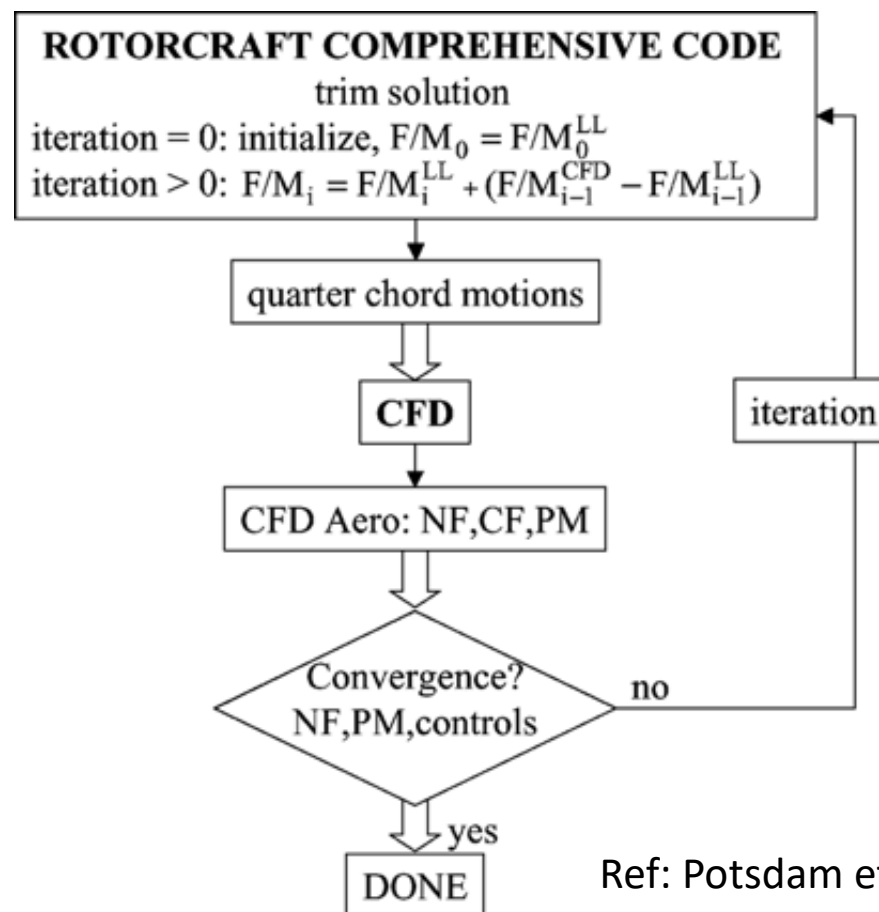 ROTORCRAFT COMPREHENSIVE CODE
trim solution
iteration = 0: initialize, F/M₀ = F/M₀ᴸᴸ
iteration > 0: F/Mᵢ = F/Mᵢᴸᴸ + (F/Mᵢ₋₁ᶜᶠᴰ − F/Mᵢ₋₁ᴸᴸ)
quarter chord motions
CFD
iteration
CFD Aero: NF,CF,PM
Convergence?
NF,PM,controls
no
yes
DONE
Ref: Potsdam et